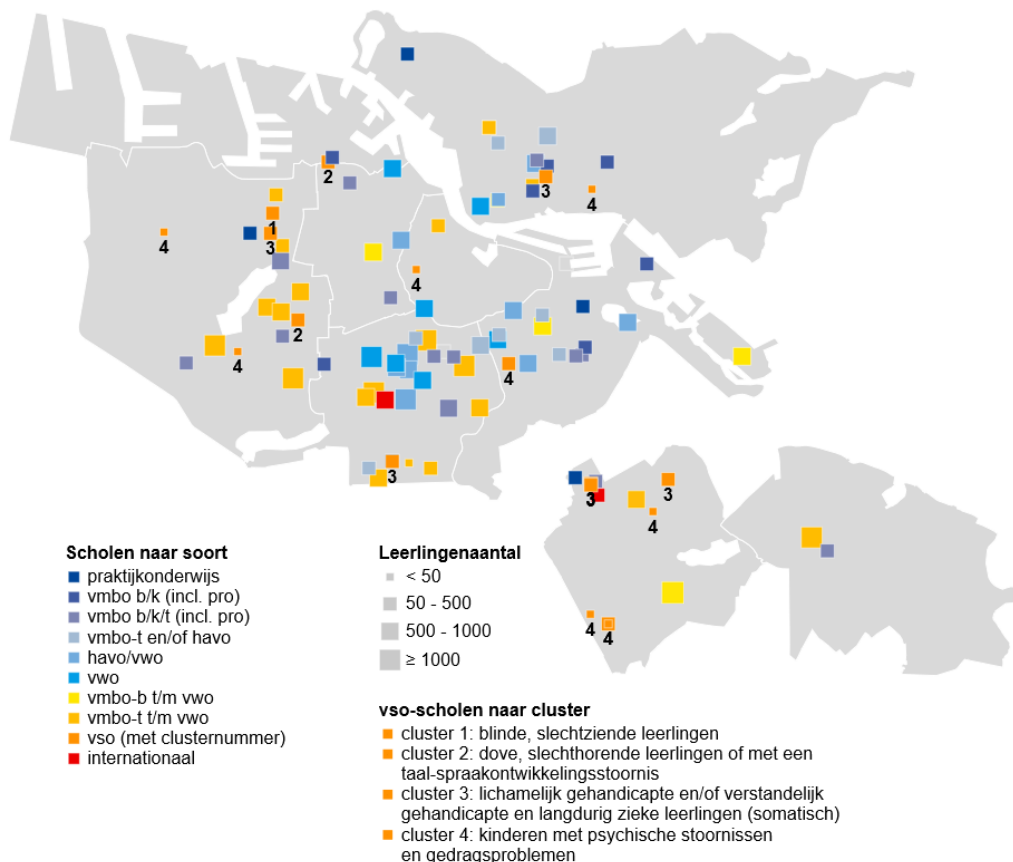 2
3
4
1
4
3
4
2
4
4
3
3
3
4
4
4
Scholen naar soort
praktijkonderwijs
vmbo b/k (incl. pro)
vmbo b/k/t (incl. pro)
vmbo-t en/of havo
havo/vwo
vwo
vmbo-b t/m vwo
vmbo-t t/m vwo
vso (met clusternummer)
internationaal
Leerlingenaantal
< 50
50 - 500
500 - 1000
≥ 1000
vso-scholen naar cluster
cluster 1: blinde, slechtziende leerlingen
cluster 2: dove, slechthorende leerlingen of met een
taal-spraakontwikkelingsstoornis
cluster 3: lichamelijk gehandicapte en/of verstandelijk
gehandicapte en langdurig zieke leerlingen (somatisch)
cluster 4: kinderen met psychische stoornissen
en gedragsproblemen